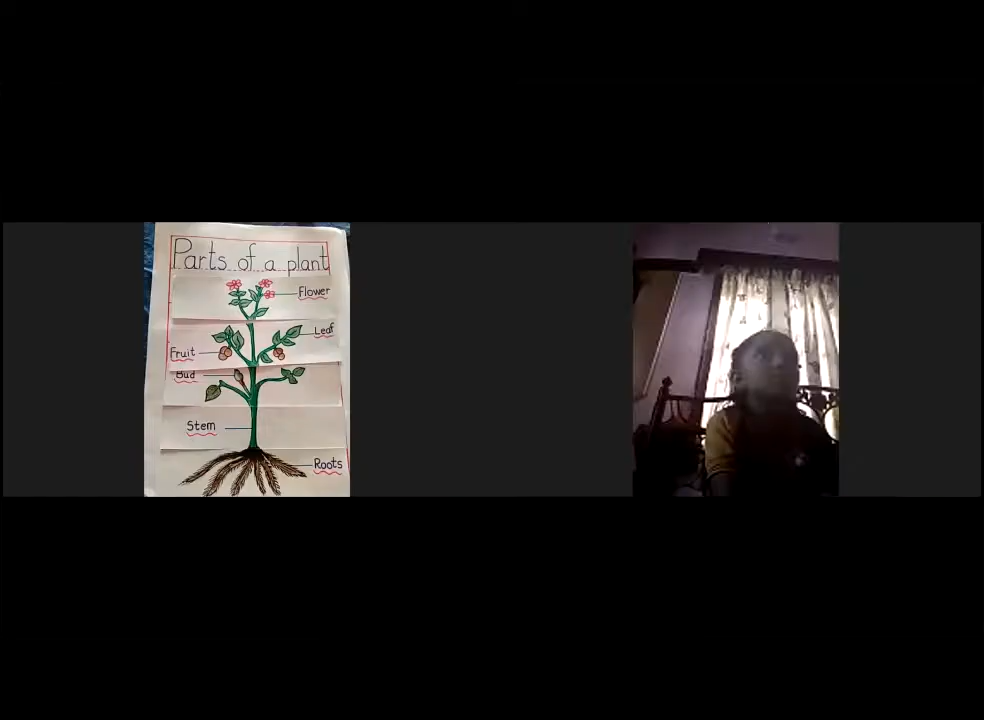 Parts of a plant
Flower
Leaf
Fruit
Bud
Stem
Roots